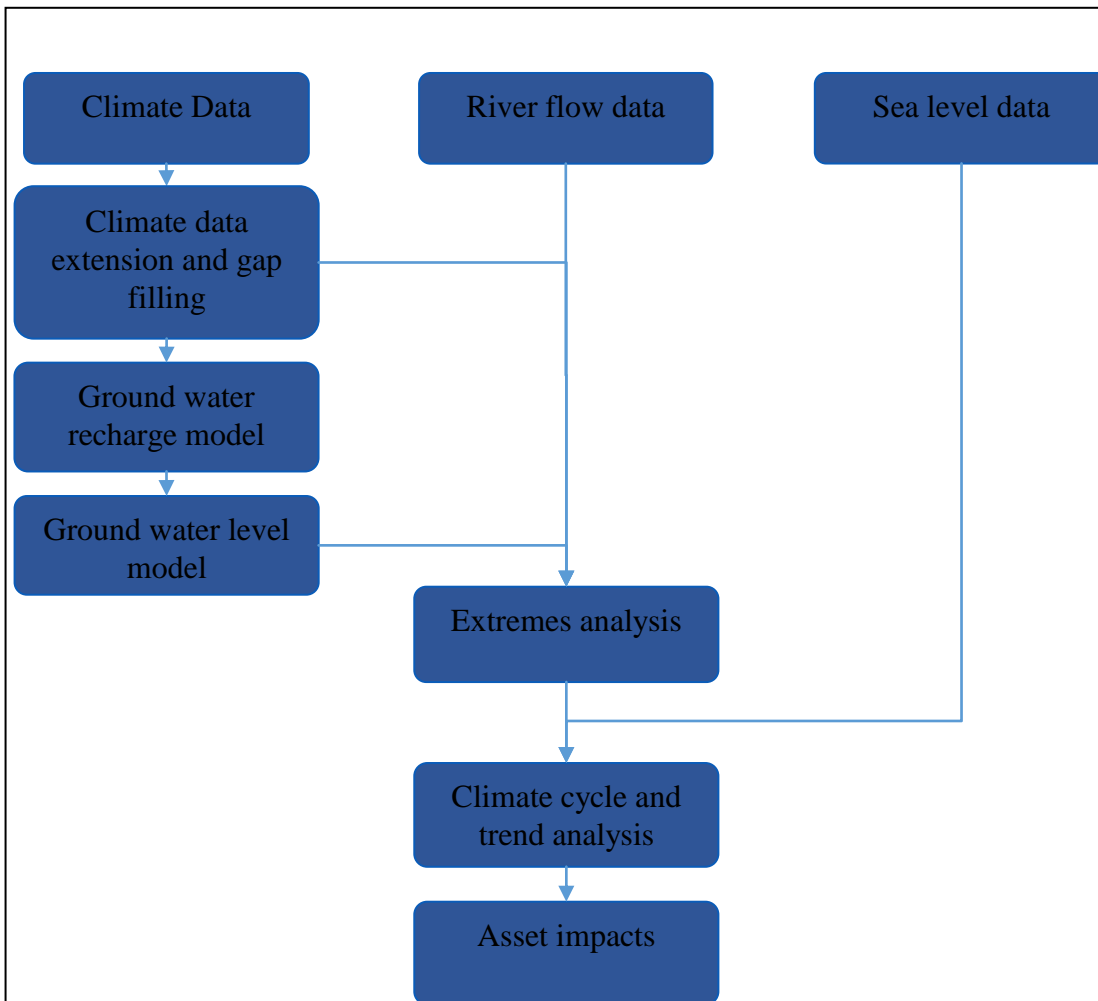 Climate Data
River flow data
Sea level data
Climate data
extension and gap
filling
Ground water
recharge model
Ground water level
model
Extremes analysis
Climate cycle and
trend analysis
Asset impacts